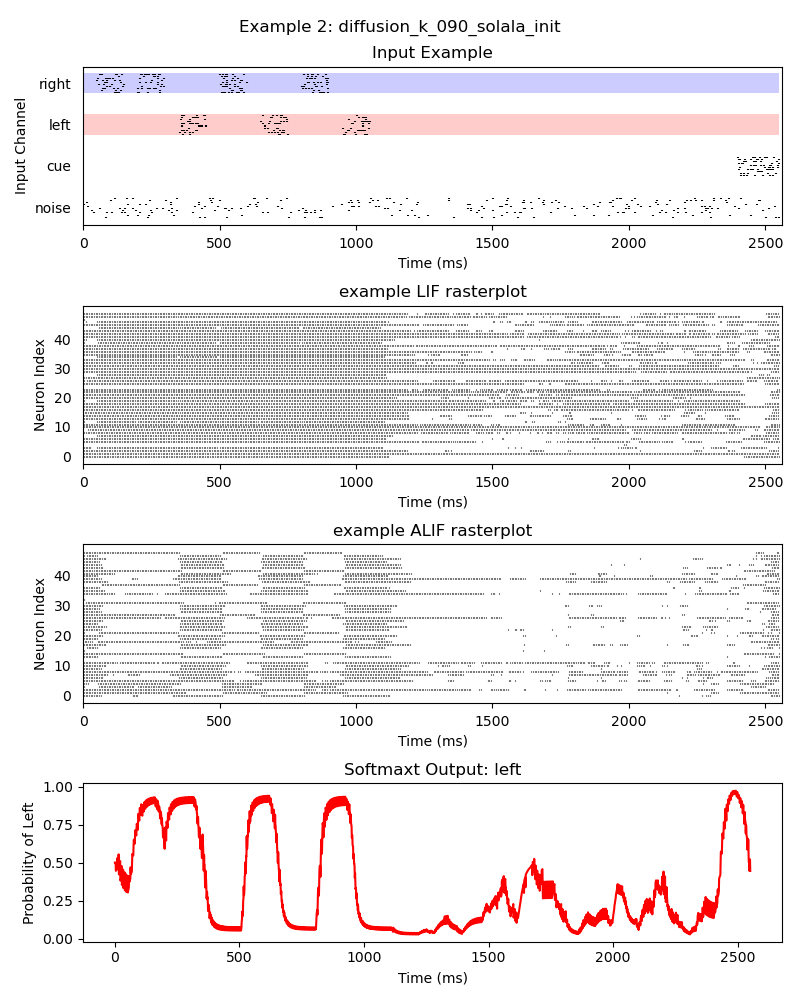 Example 2: diffusion_k_090_solala_init
Input Example
Input Channel
right
left
cue
noise
0 500 1000 1500 2000 2500
Time (ms)
example LIF rasterplot
Neuron Index
40
30
20
10
0
0 500 1000 1500 2000 2500
Time (ms)
example ALIF rasterplot
Neuron Index
40
30
20
10
0
0 500 1000 1500 2000 2500
Time (ms)
Softmaxt Output: left
Probability of Left
1.00
0.75
0.50
0.25
0.00
0 500 1000 1500 2000 2500
Time (ms)